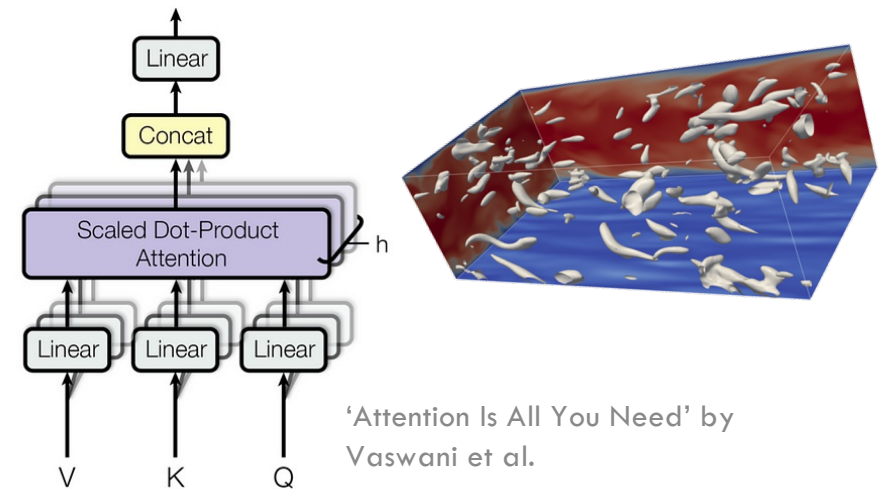 Linear
Concat
Scaled Dot-Product
Attention
h
Linear Linear Linear
V K Q
‘Attention Is All You Need’ by
Vaswani et al.